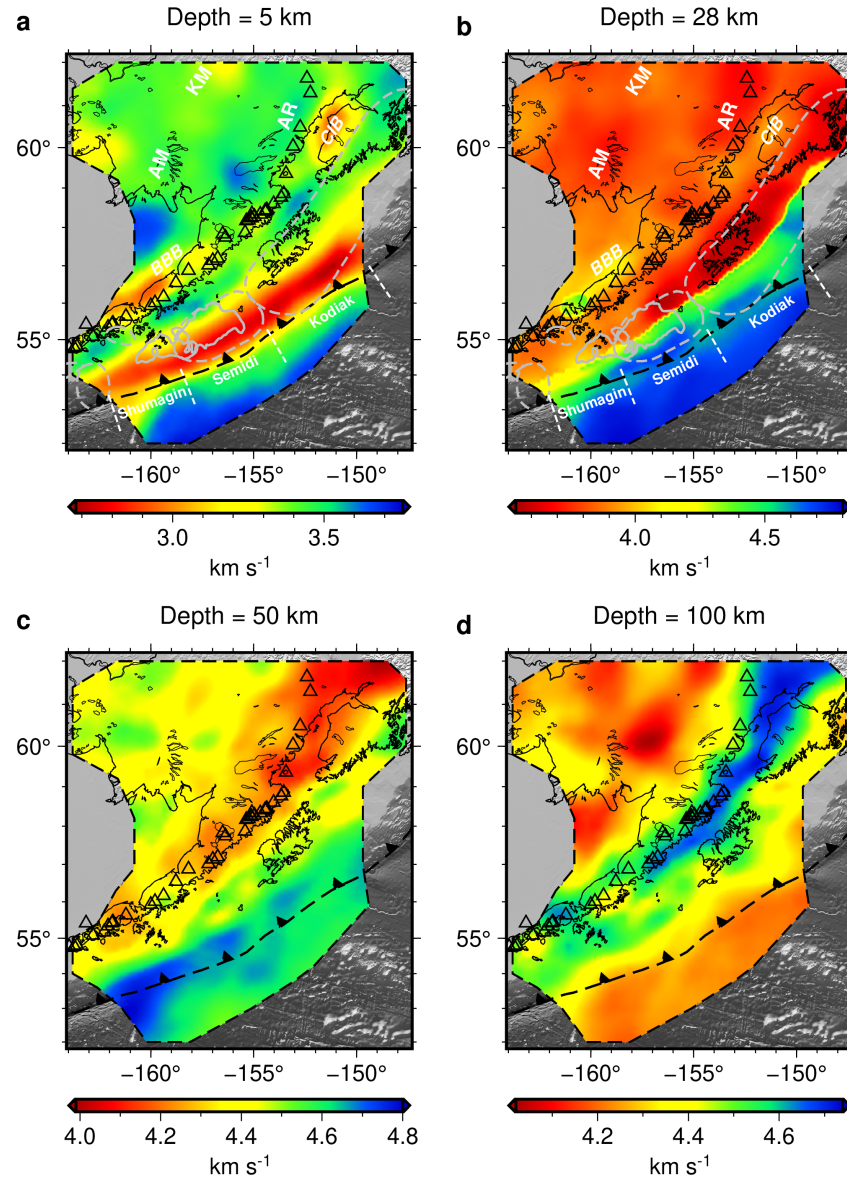 a
Depth = 5 km
KM
AR
CIB
60°
AM
BBB
55°
Kodiak
Semidi
Shumagin
−160°
−155°
−150°
3.0
3.5
km s-1
b
Depth = 28 km
KM
AR
CIB
60°
AM
BBB
55°
Kodiak
Semidi
Shumagin
−160°
−155°
−150°
4.0
4.5
km s-1
c
Depth = 50 km
60°
55°
−160°
−155°
−150°
4.0
4.2
4.4
4.6
4.8
km s-1
d
Depth = 100 km
60°
55°
−160°
−155°
−150°
4.2
4.4
4.6
km s-1